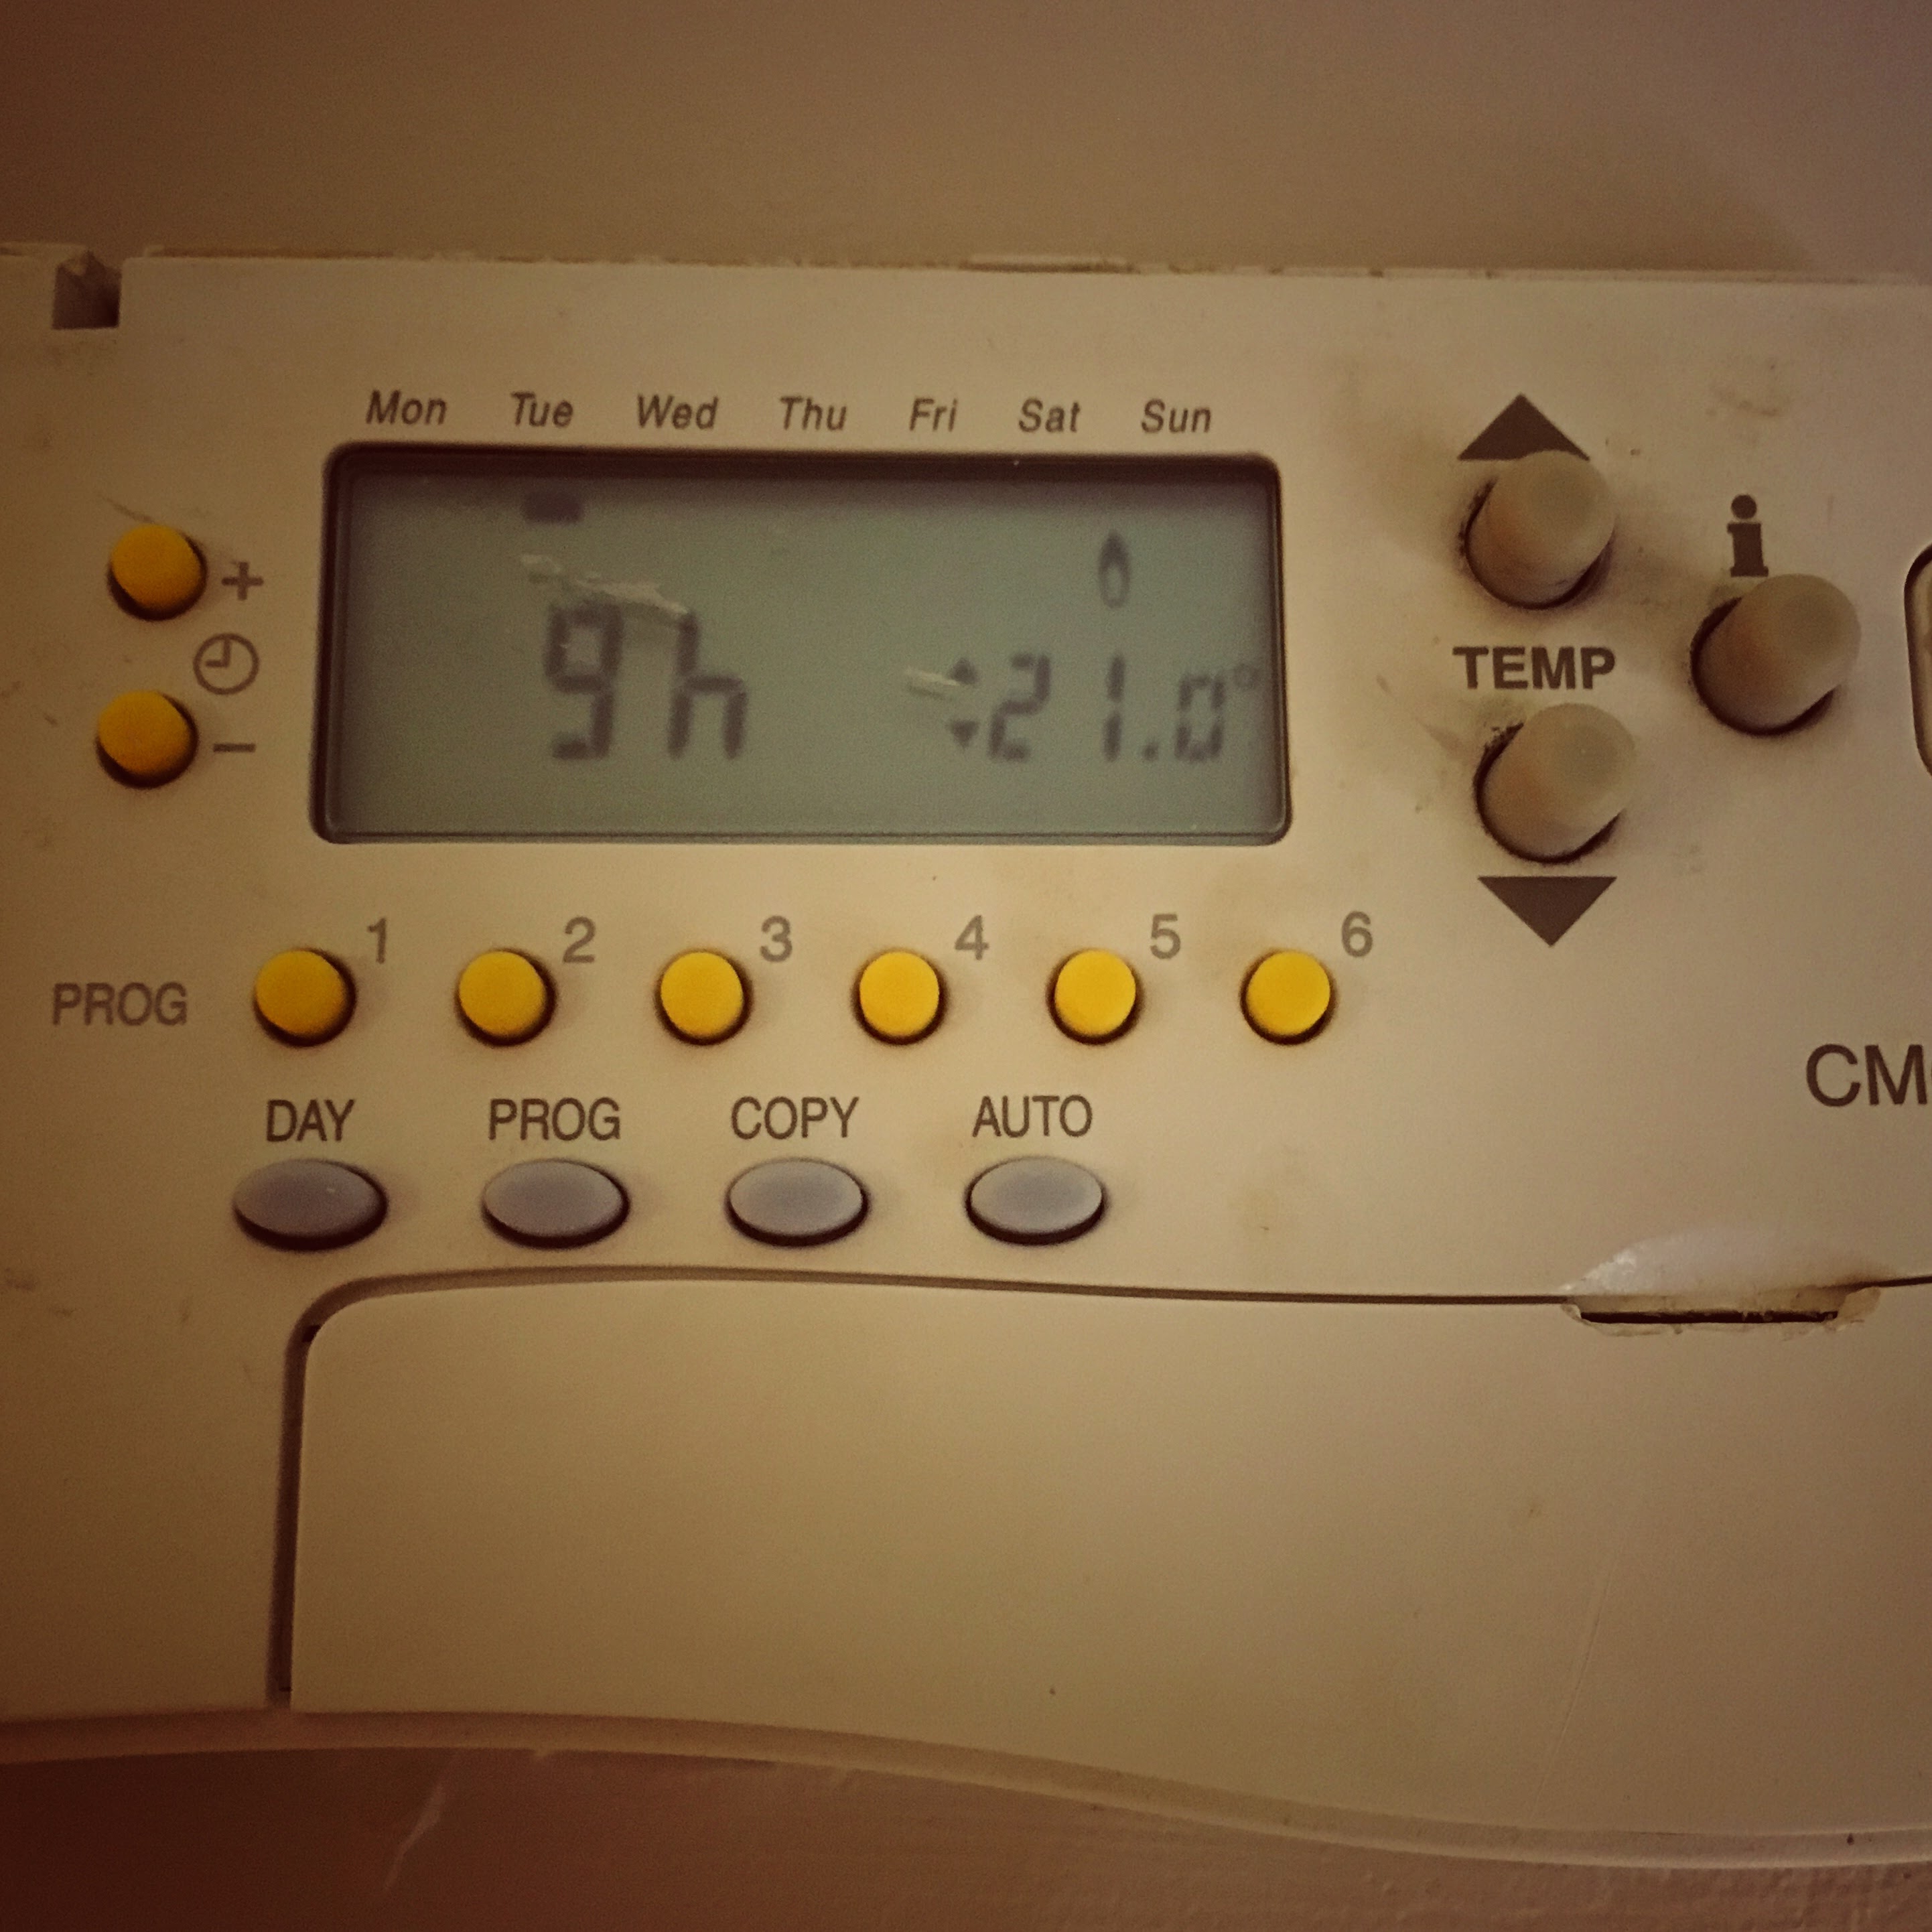 Mon Tue Wed Thu Fri Sat Sun
+
i
9h 21.0°
TEMP
−
1 2 3 4 5 6
PROG
CM
DAY PROG COPY AUTO